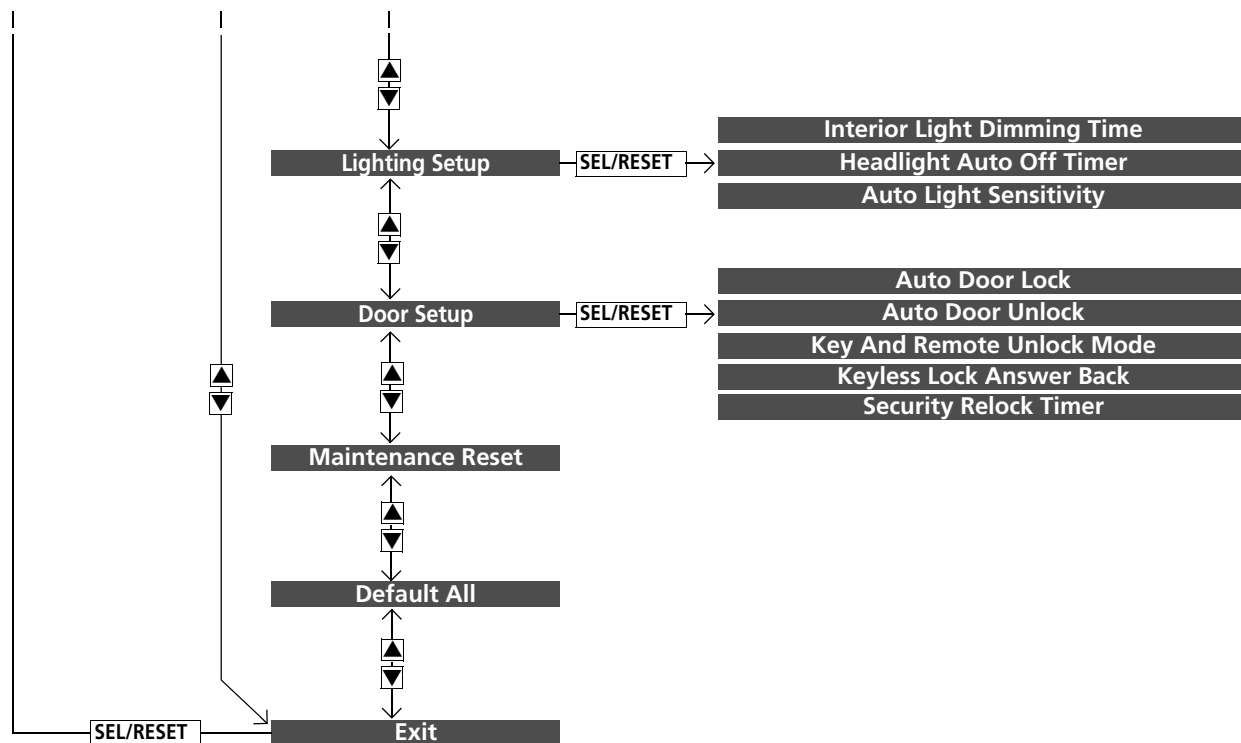 Interior Light Dimming Time
Lighting Setup SEL/RESET Headlight Auto Off Timer
Auto Light Sensitivity
Auto Door Lock
Door Setup SEL/RESET Auto Door Unlock
Key And Remote Unlock Mode
Keyless Lock Answer Back
Security Relock Timer
Maintenance Reset
Default All
SEL/RESET Exit